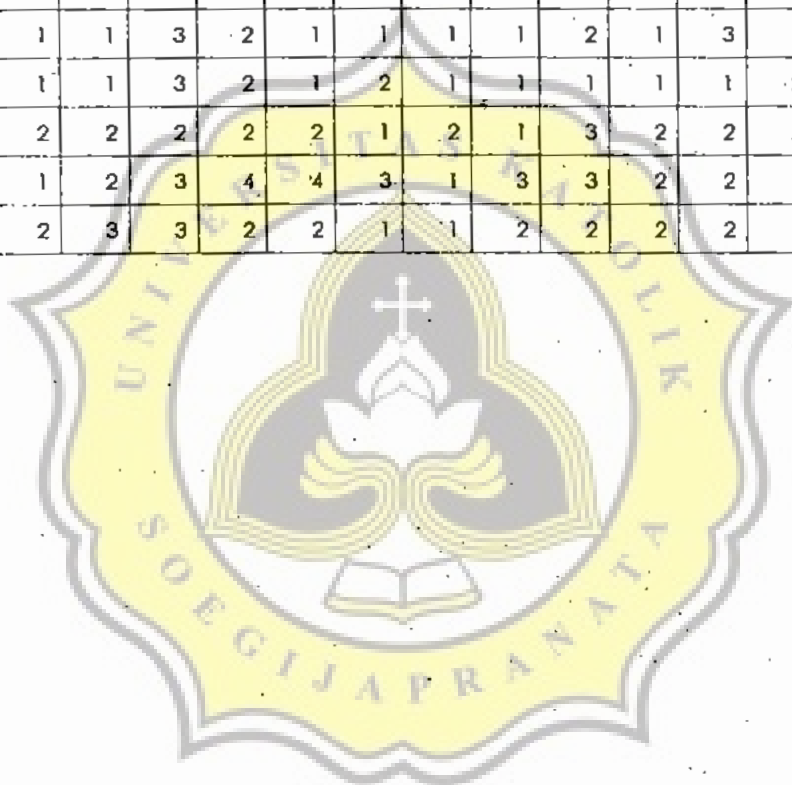 1 1 3 2 1 1 1 1 2 1 3
1 1 3 2 1 2 1 1 1 1 1
2 2 2 2 2 1 2 1 3 2 2
1 2 3 4 4 3 1 3 3 2 2
2 3 3 2 2 1 1 2 2 2 2
UNIVERSITAS KATOLIK
SOEGIJAPRANATA